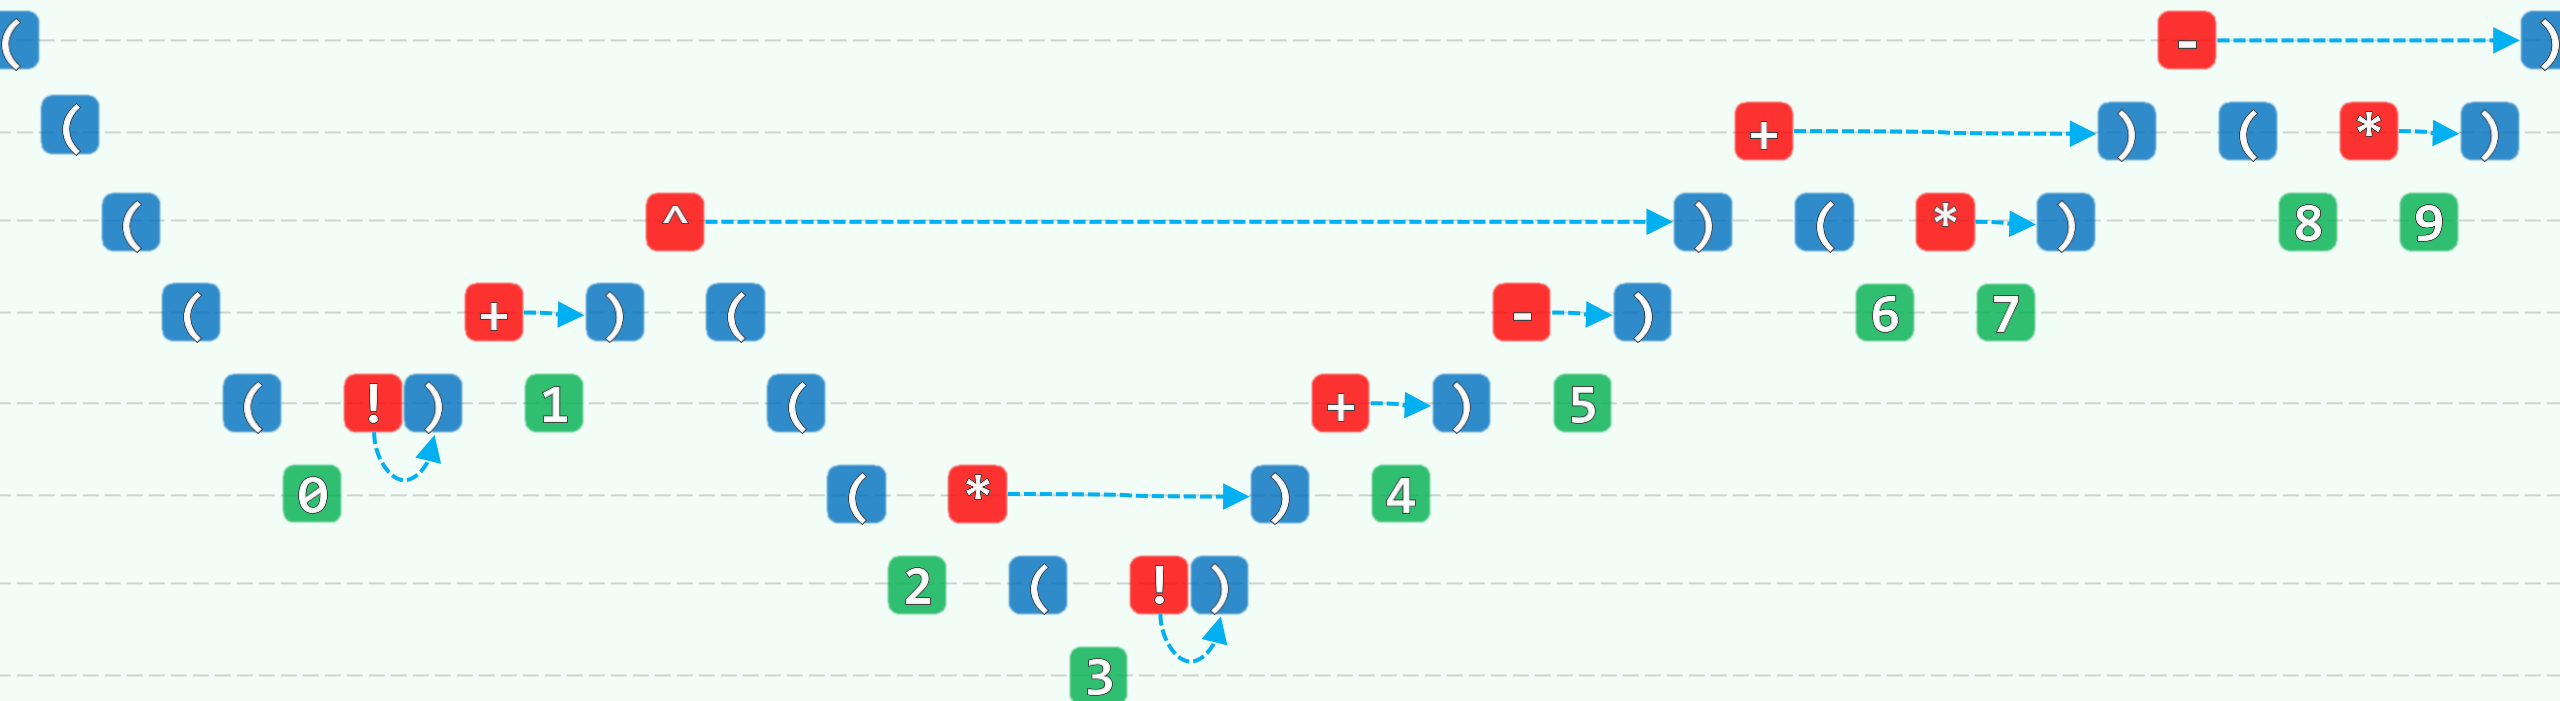 ( - )
( + ) ( * )
( ^ ) ( * ) 8 9
( + ) ( - ) 6 7
( ! ) 1 ( + ) 5
0 ( * ) 4
2 ( ! )
3